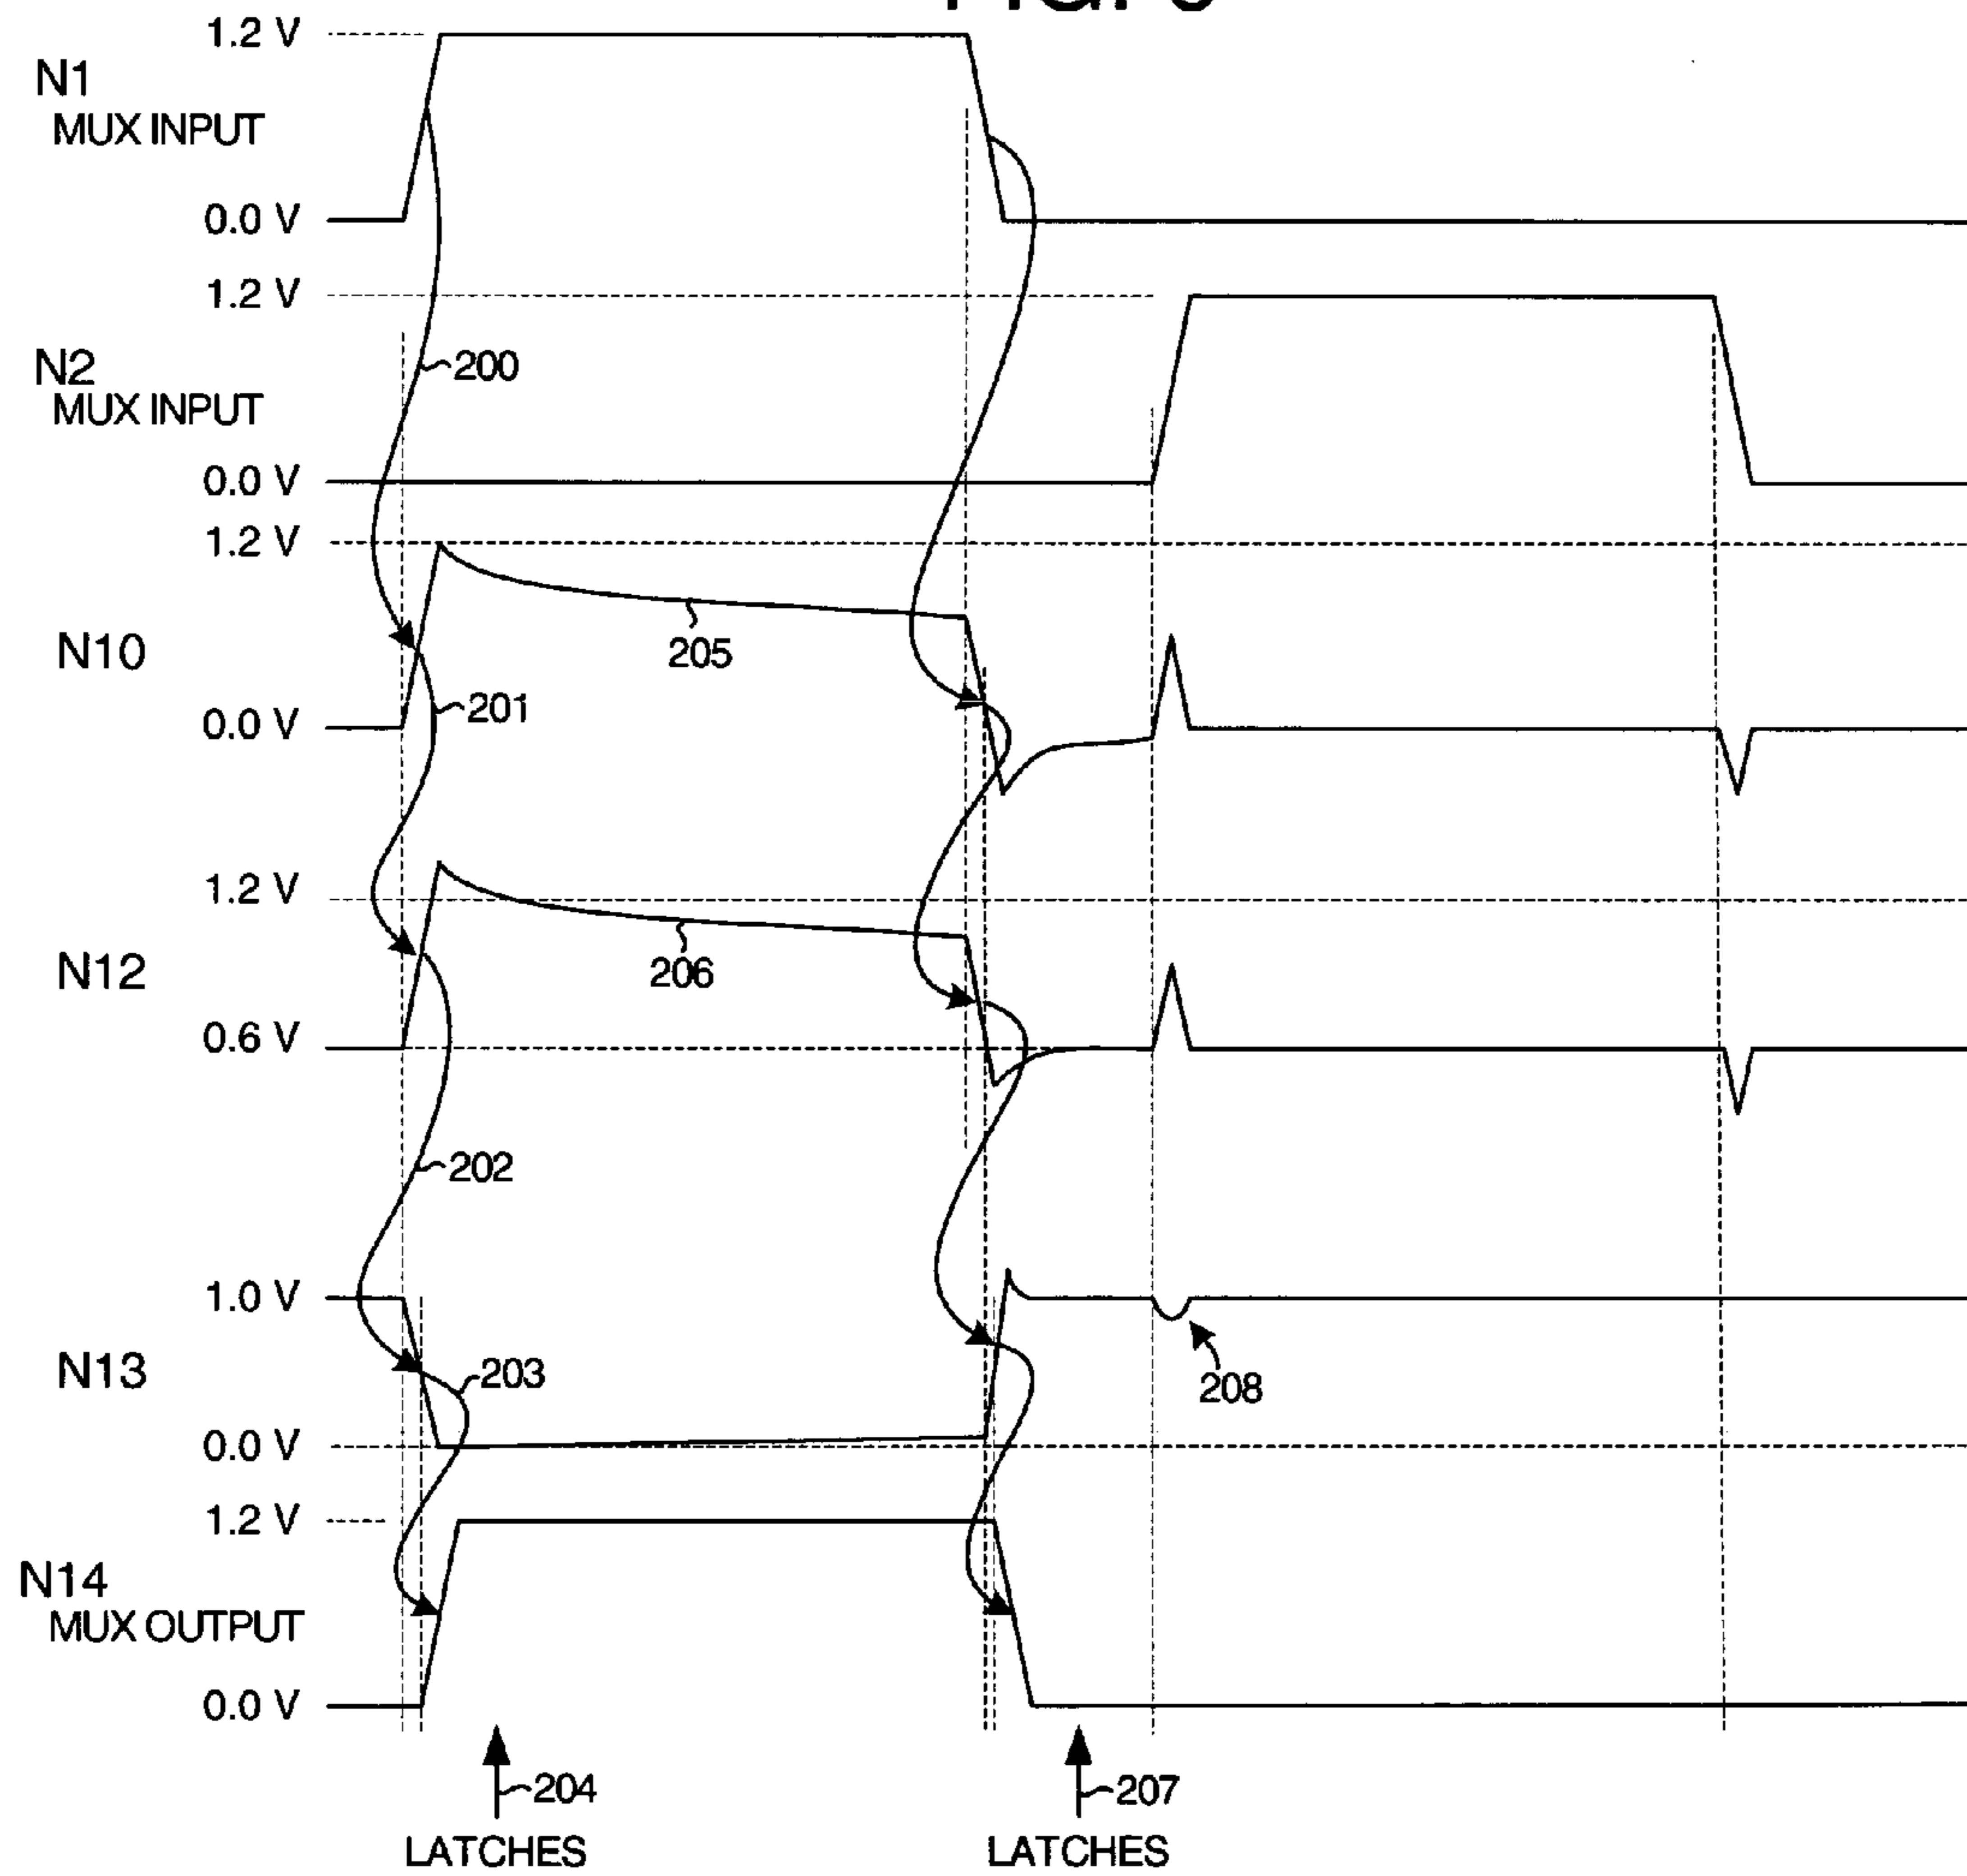 1.2 V
N1
MUX INPUT
0.0 V
1.2 V
200
N2
MUX INPUT
0.0 V
1.2 V
205
N10
201
0.0 V
1.2 V
206
N12
0.6 V
202
1.0 V
203
N13
208
0.0 V
1.2 V
N14
MUX OUTPUT
0.0 V
204
207
LATCHES
LATCHES